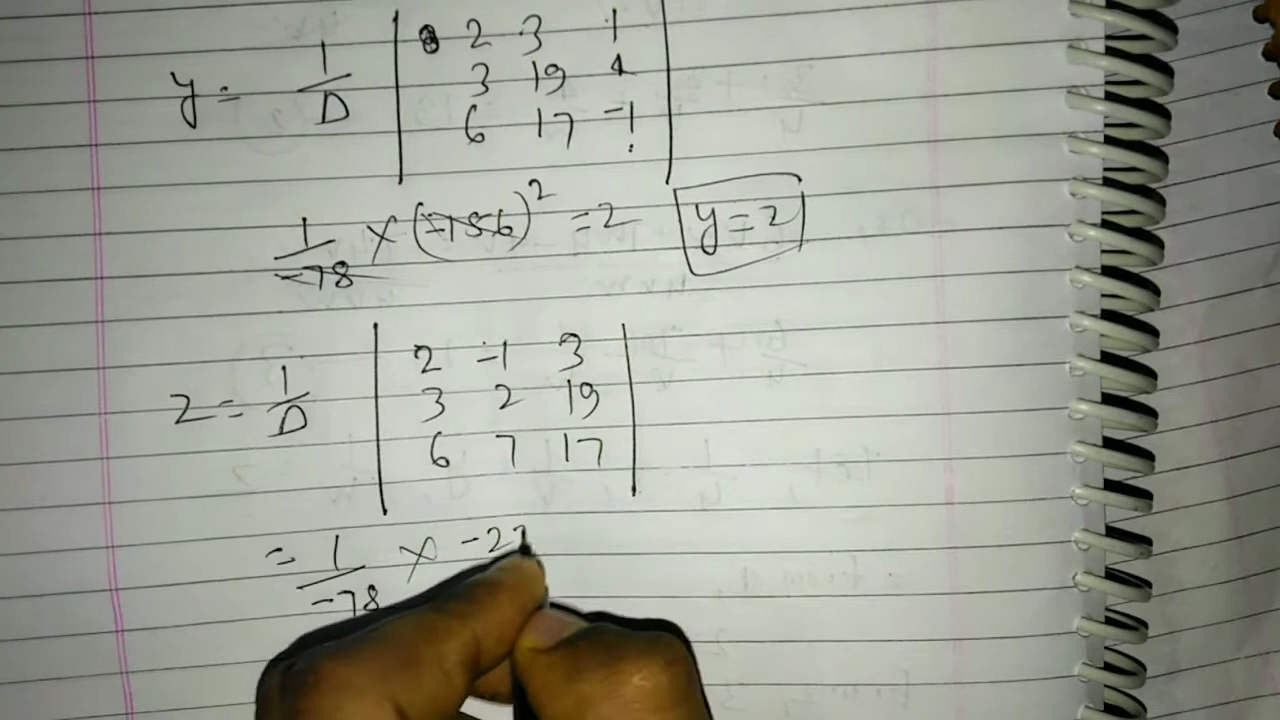 y = 1/D | 2 3 1
3 19 4
6 17 -1 |
1/-78 × (-156)² = 2 y = 2
z = 1/D | 2 -1 3
3 2 19
6 7 17 |
= 1/-78 × -2